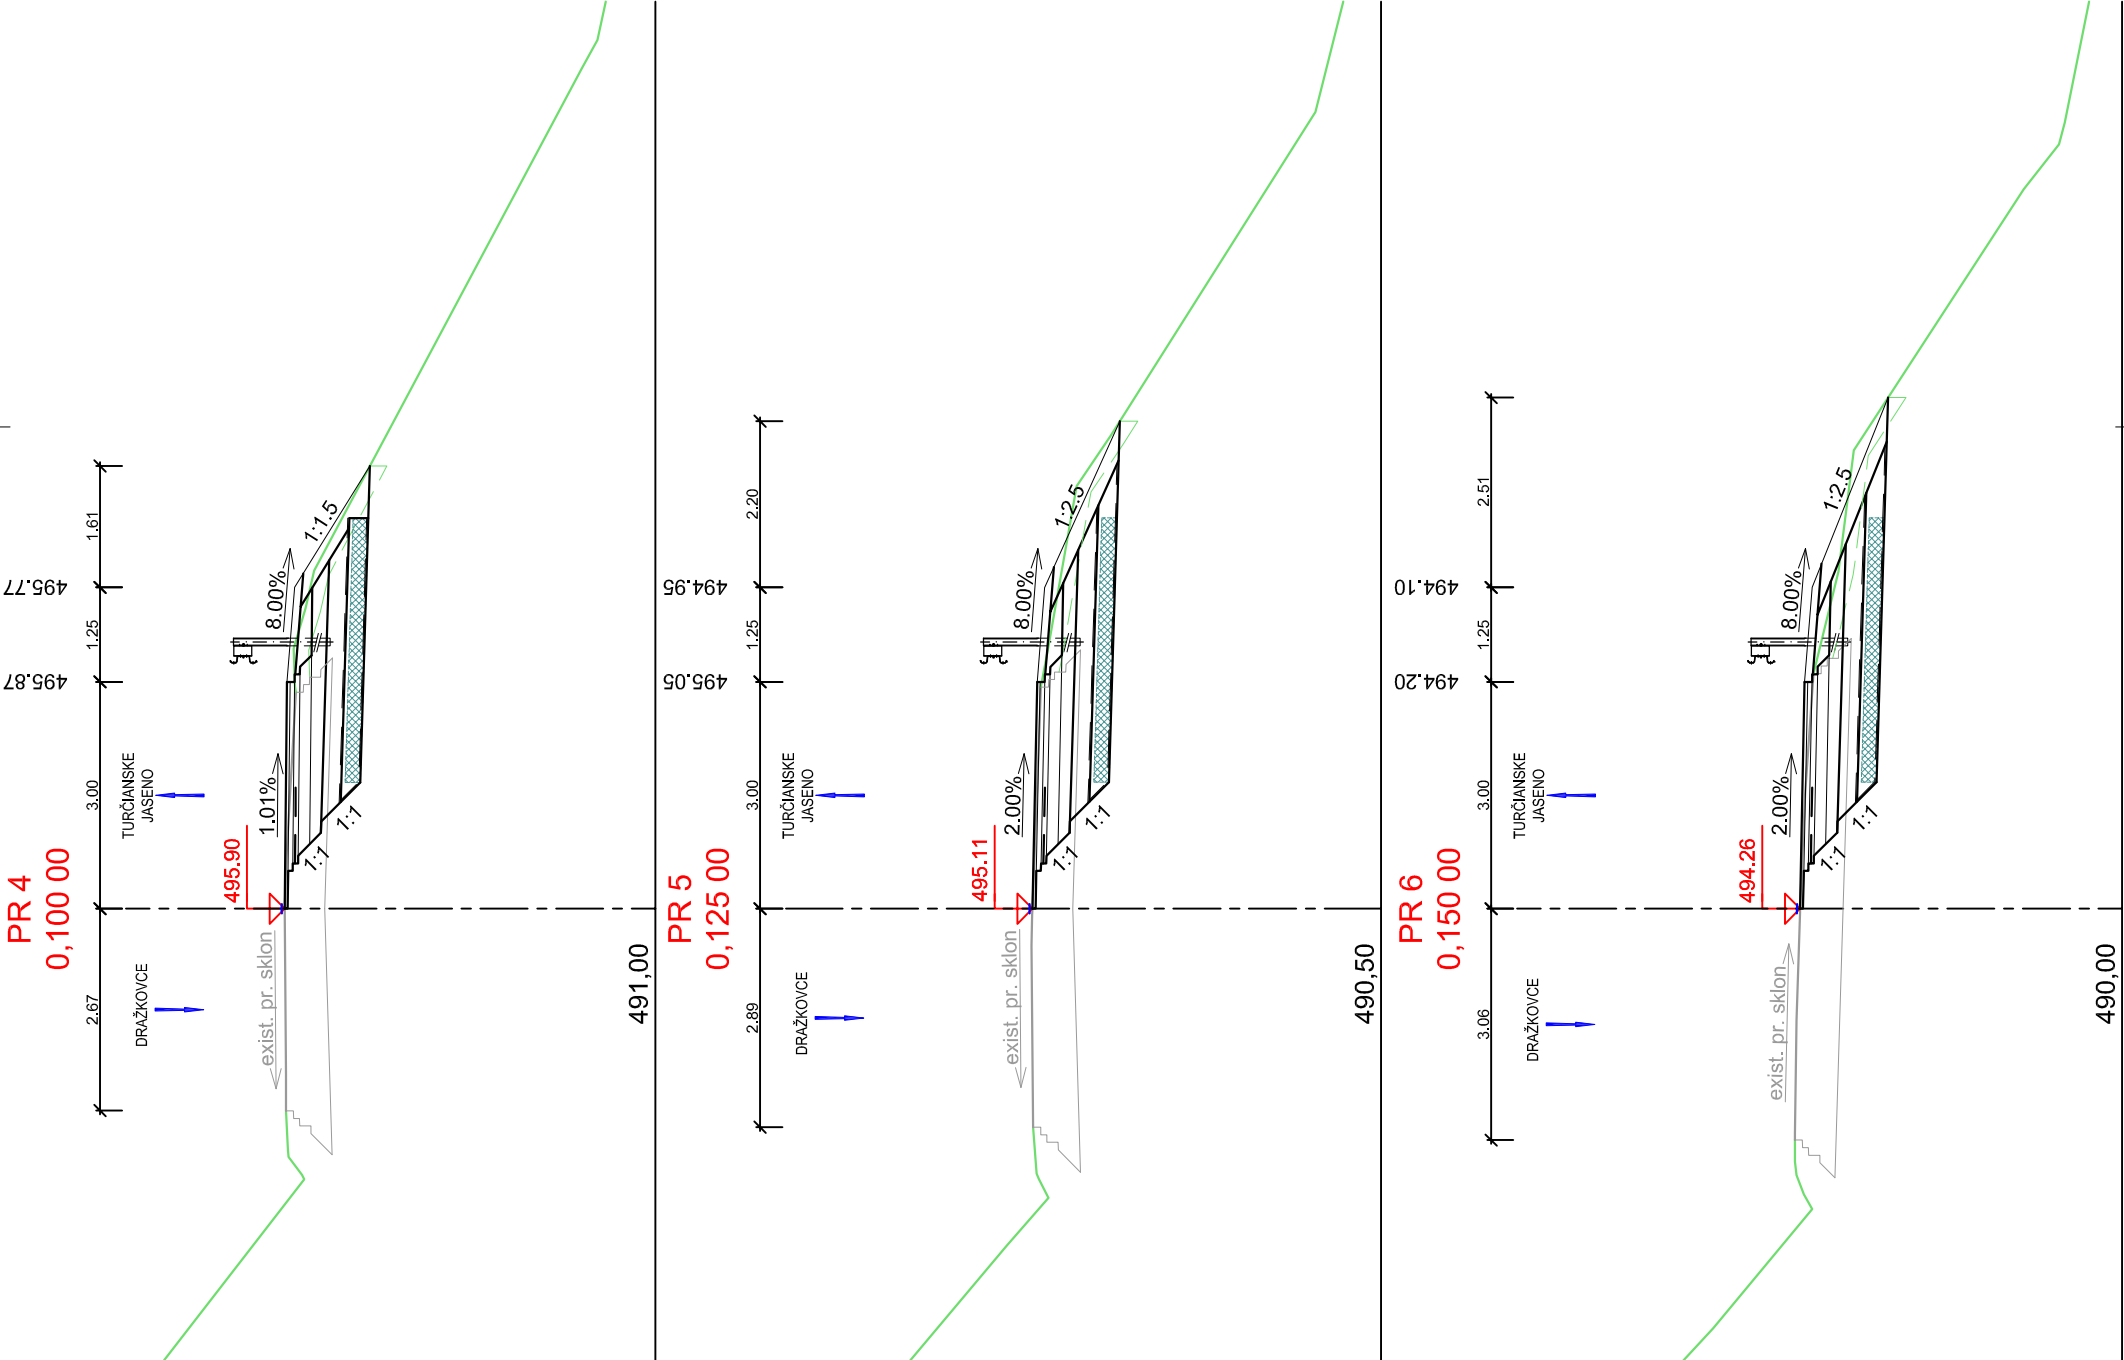 PR 4
0,100 00
495.77
495.87
1.61
1.25
3.00
2.67
TURČIANSKE
JASENO
DRAŽKOVCE
495.90
1.01%
8.00%
1:1.5
1:1
1:1
exist. pr. sklon
491,00
PR 5
0,125 00
494.95
495.05
2.20
1.25
3.00
2.89
TURČIANSKE
JASENO
DRAŽKOVCE
495.11
2.00%
8.00%
1:2.5
1:1
1:1
exist. pr. sklon
490,50
PR 6
0,150 00
494.10
494.20
2.51
1.25
3.00
3.06
TURČIANSKE
JASENO
DRAŽKOVCE
494.26
2.00%
8.00%
1:2.5
1:1
1:1
exist. pr. sklon
490,00